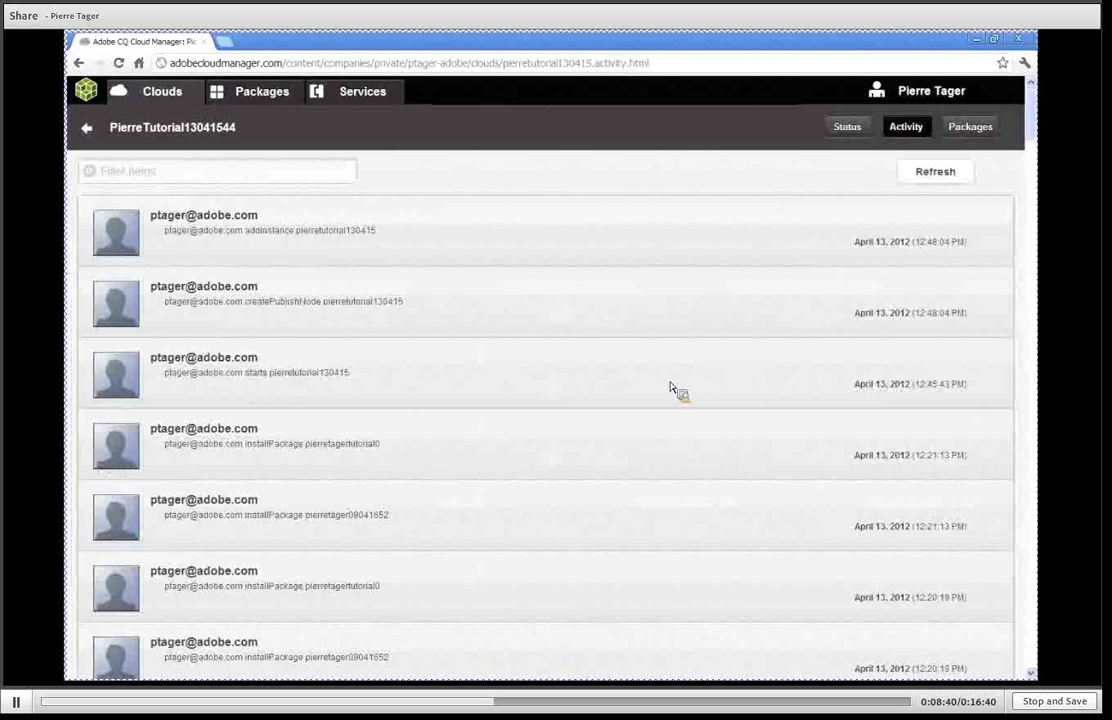 Share - Pierre Tager
Adobe CQ Cloud Manager: Pic
adobecloudmanager.com/content/companies/private/ptager-adobe/clouds/pierretutorial130415.activity.html
Clouds Packages Services Pierre Tager
PierreTutorial13041544 Status Activity Packages
Filter items Refresh
ptager@adobe.com
ptager@adobe.com addInstance pierretutorial130415
April 13, 2012 (12:48:04 PM)
ptager@adobe.com
ptager@adobe.com createPublishNode pierretutorial130415
April 13, 2012 (12:48:04 PM)
ptager@adobe.com
ptager@adobe.com starts pierretutorial130415
April 13, 2012 (12:45:43 PM)
ptager@adobe.com
ptager@adobe.com installPackage pierretagertutorial0
April 13, 2012 (12:21:13 PM)
ptager@adobe.com
ptager@adobe.com installPackage pierretager09041652
April 13, 2012 (12:21:13 PM)
ptager@adobe.com
ptager@adobe.com installPackage pierretagertutorial0
April 13, 2012 (12:20:19 PM)
ptager@adobe.com
ptager@adobe.com installPackage pierretager09041652
April 13, 2012 (12:20:19 PM)
0:08:40/0:16:40 Stop and Save